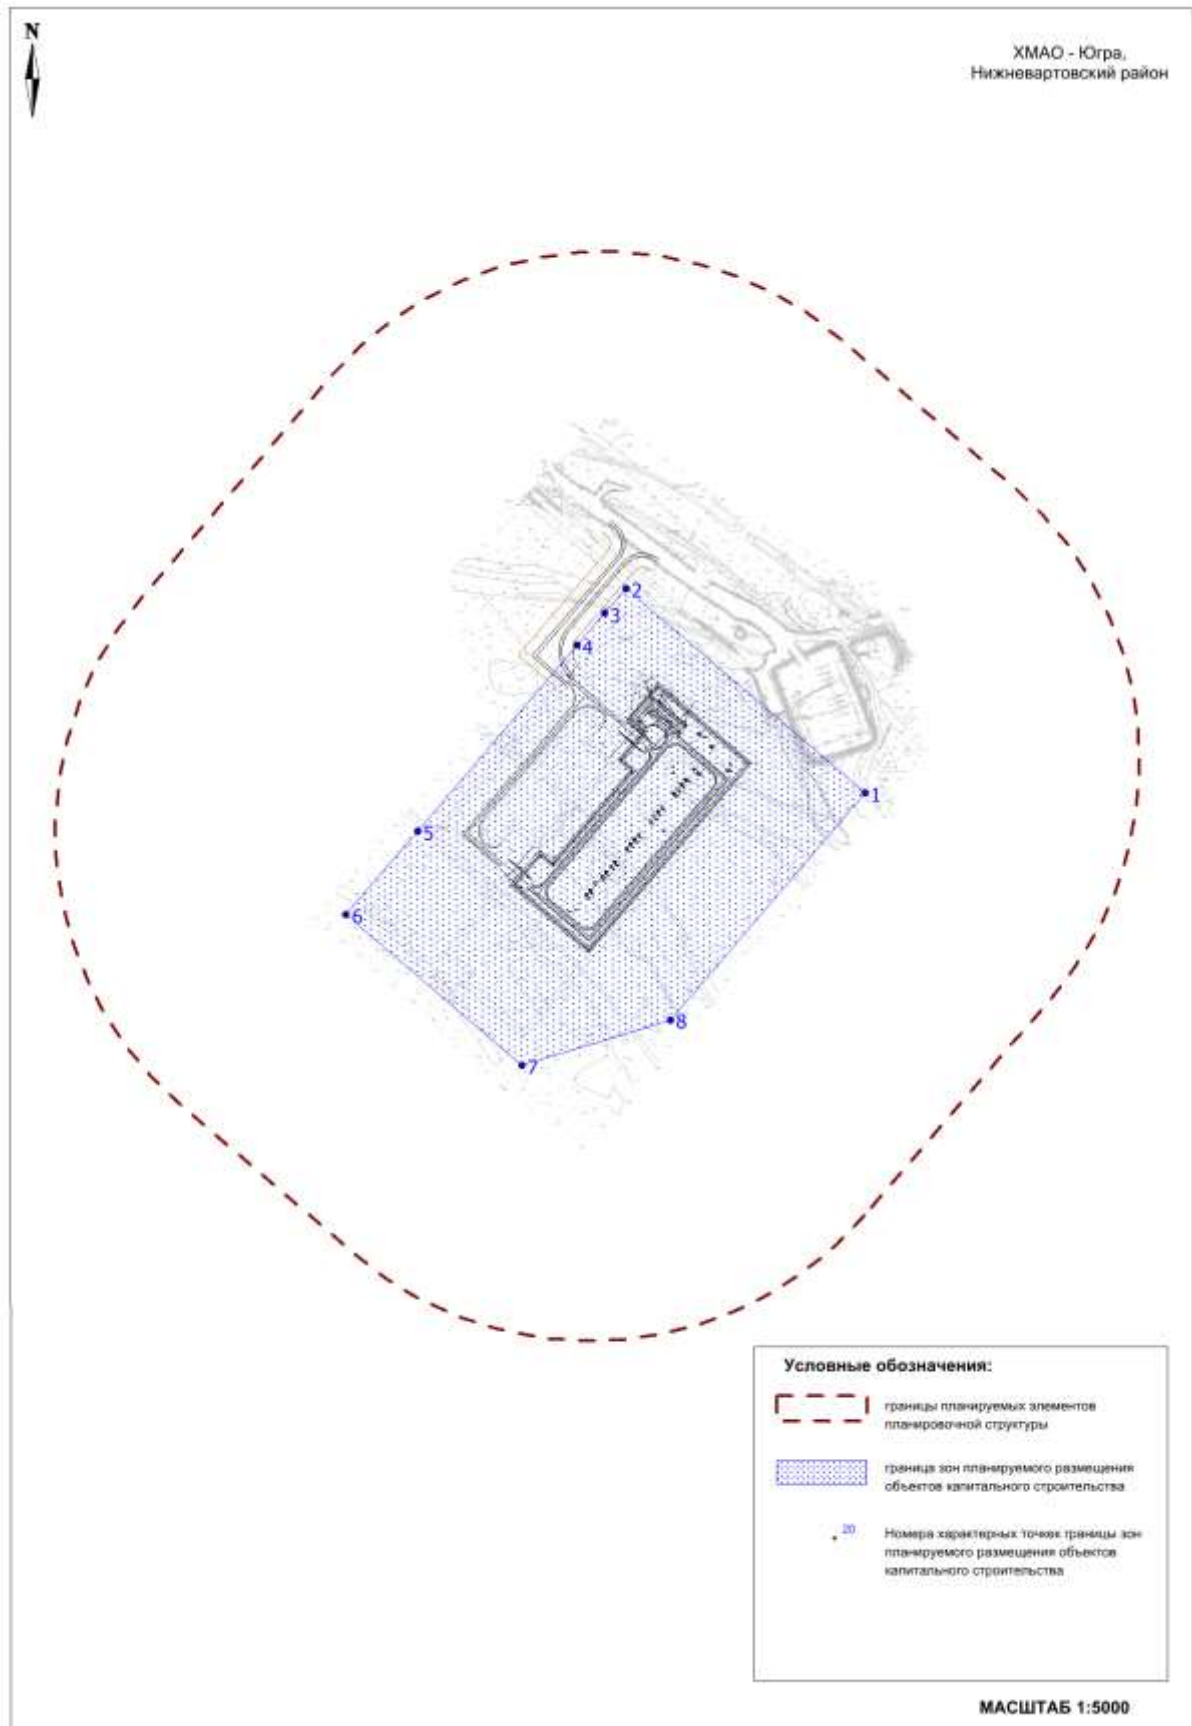 N
ХМАО - Югра,
Нижневартовский район
2
3
4
1
5
6
8
7
Условные обозначения:
границы планируемых элементов
планировочной структуры
граница зон планируемого размещения
объектов капитального строительства
20
Номера характерных точек границы зон
планируемого размещения объектов
капитального строительства
МАСШТАБ 1:5000